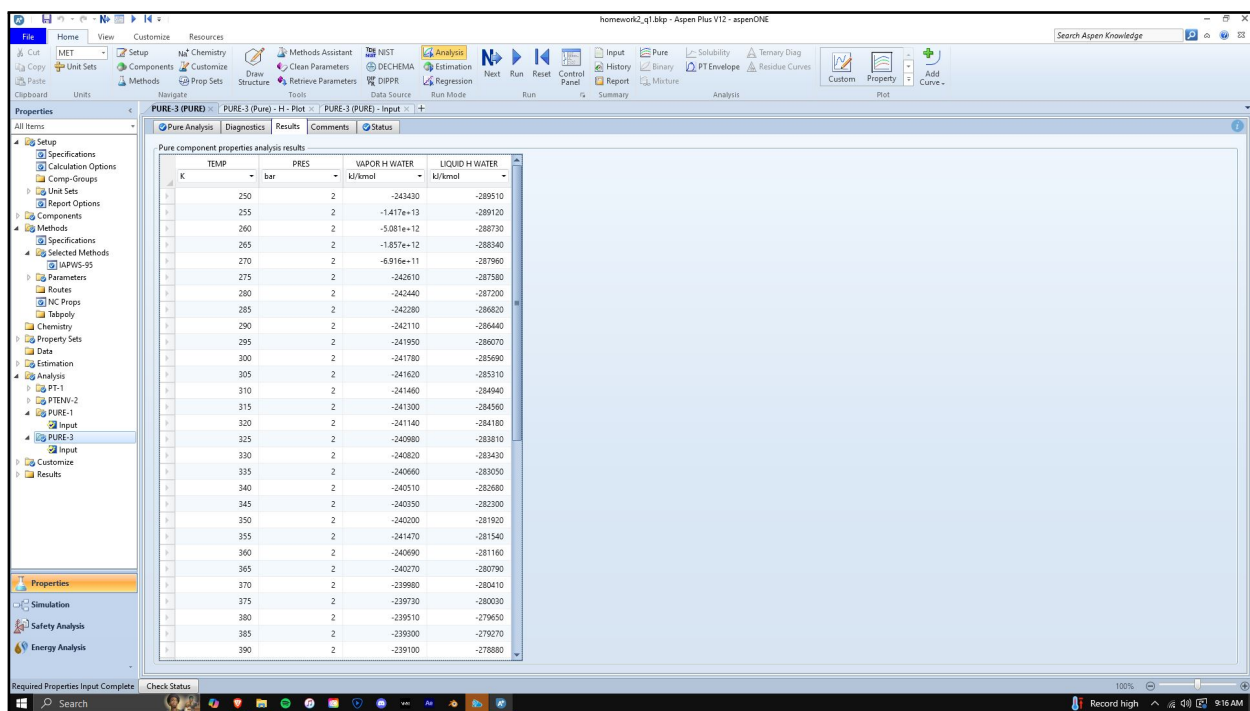 homework2_q1.bkp - Aspen Plus V12 - aspenONE
File Home View Customize Resources
Search Aspen Knowledge
Cut
Copy
Paste
Clipboard
MET
Unit Sets
Units
Setup
Components
Methods
Na+ Chemistry
Customize
Prop Sets
Navigate
Draw Structure
Methods Assistant
Clean Parameters
Retrieve Parameters
Tools
NIST
DECHEMA
DIPPR
Data Source
Analysis
Estimation
Regression
Run Mode
Next
Run
Reset
Control Panel
Run
Input
History
Report
Summary
Pure
Binary
Mixture
Solubility
PT Envelope
Ternary Diag
Residue Curves
Analysis
Custom
Property
Add Curve
Plot
Properties
All Items
Setup
Specifications
Calculation Options
Comp-Groups
Unit Sets
Report Options
Components
Methods
Specifications
Selected Methods
IAPWS-95
Parameters
Routes
NC Props
Tabpoly
Chemistry
Property Sets
Data
Estimation
Analysis
PT-1
PTENV-2
PURE-1
Input
PURE-3
Input
Customize
Results
Properties
Simulation
Safety Analysis
Energy Analysis
PURE-3 (PURE) × PURE-3 (Pure) - H - Plot × PURE-3 (PURE) - Input × +
Pure Analysis Diagnostics Results Comments Status
Pure component properties analysis results
TEMP PRES VAPOR H WATER LIQUID H WATER
K bar kJ/kmol kJ/kmol
250 2 -243430 -289510
255 2 -1.417e+13 -289120
260 2 -5.081e+12 -288730
265 2 -1.857e+12 -288340
270 2 -6.916e+11 -287960
275 2 -242610 -287580
280 2 -242440 -287200
285 2 -242280 -286820
290 2 -242110 -286440
295 2 -241950 -286070
300 2 -241780 -285690
305 2 -241620 -285310
310 2 -241460 -284940
315 2 -241300 -284560
320 2 -241140 -284180
325 2 -240980 -283810
330 2 -240820 -283430
335 2 -240660 -283050
340 2 -240510 -282680
345 2 -240350 -282300
350 2 -240200 -281920
355 2 -241470 -281540
360 2 -240690 -281160
365 2 -240270 -280790
370 2 -239980 -280410
375 2 -239730 -280030
380 2 -239510 -279650
385 2 -239300 -279270
390 2 -239100 -278880
Required Properties Input Complete Check Status
100%
Search
Record high
9:16 AM